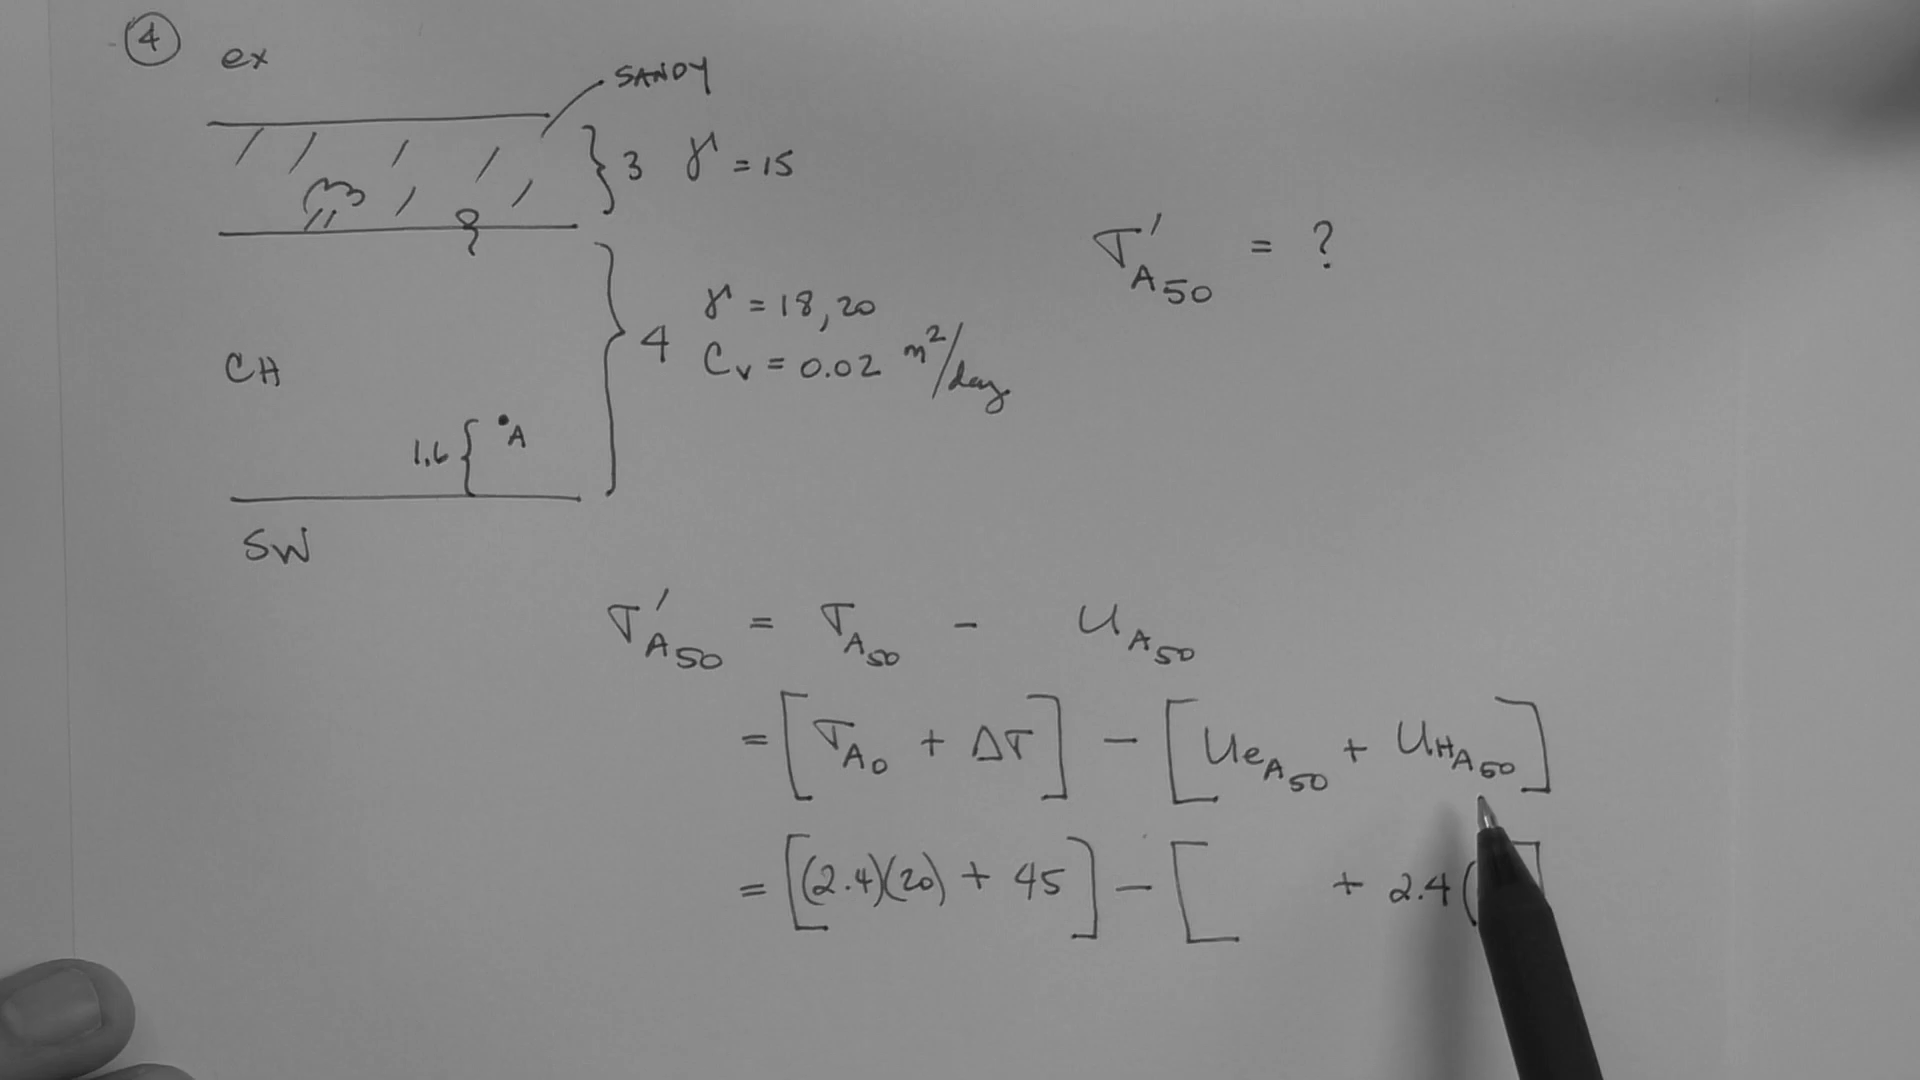 ④ ex
SANDY
3 γ = 15
4 γ = 18, 20
Cv = 0.02 m²/day
CH
1.6 { •A
SW
σ'A50 = ?
σ'A50 = σA50 - uA50
= [σA0 + Δσ] - [ueA50 + uHA50]
= [(2.4)(20) + 45] - [ + 2.4(